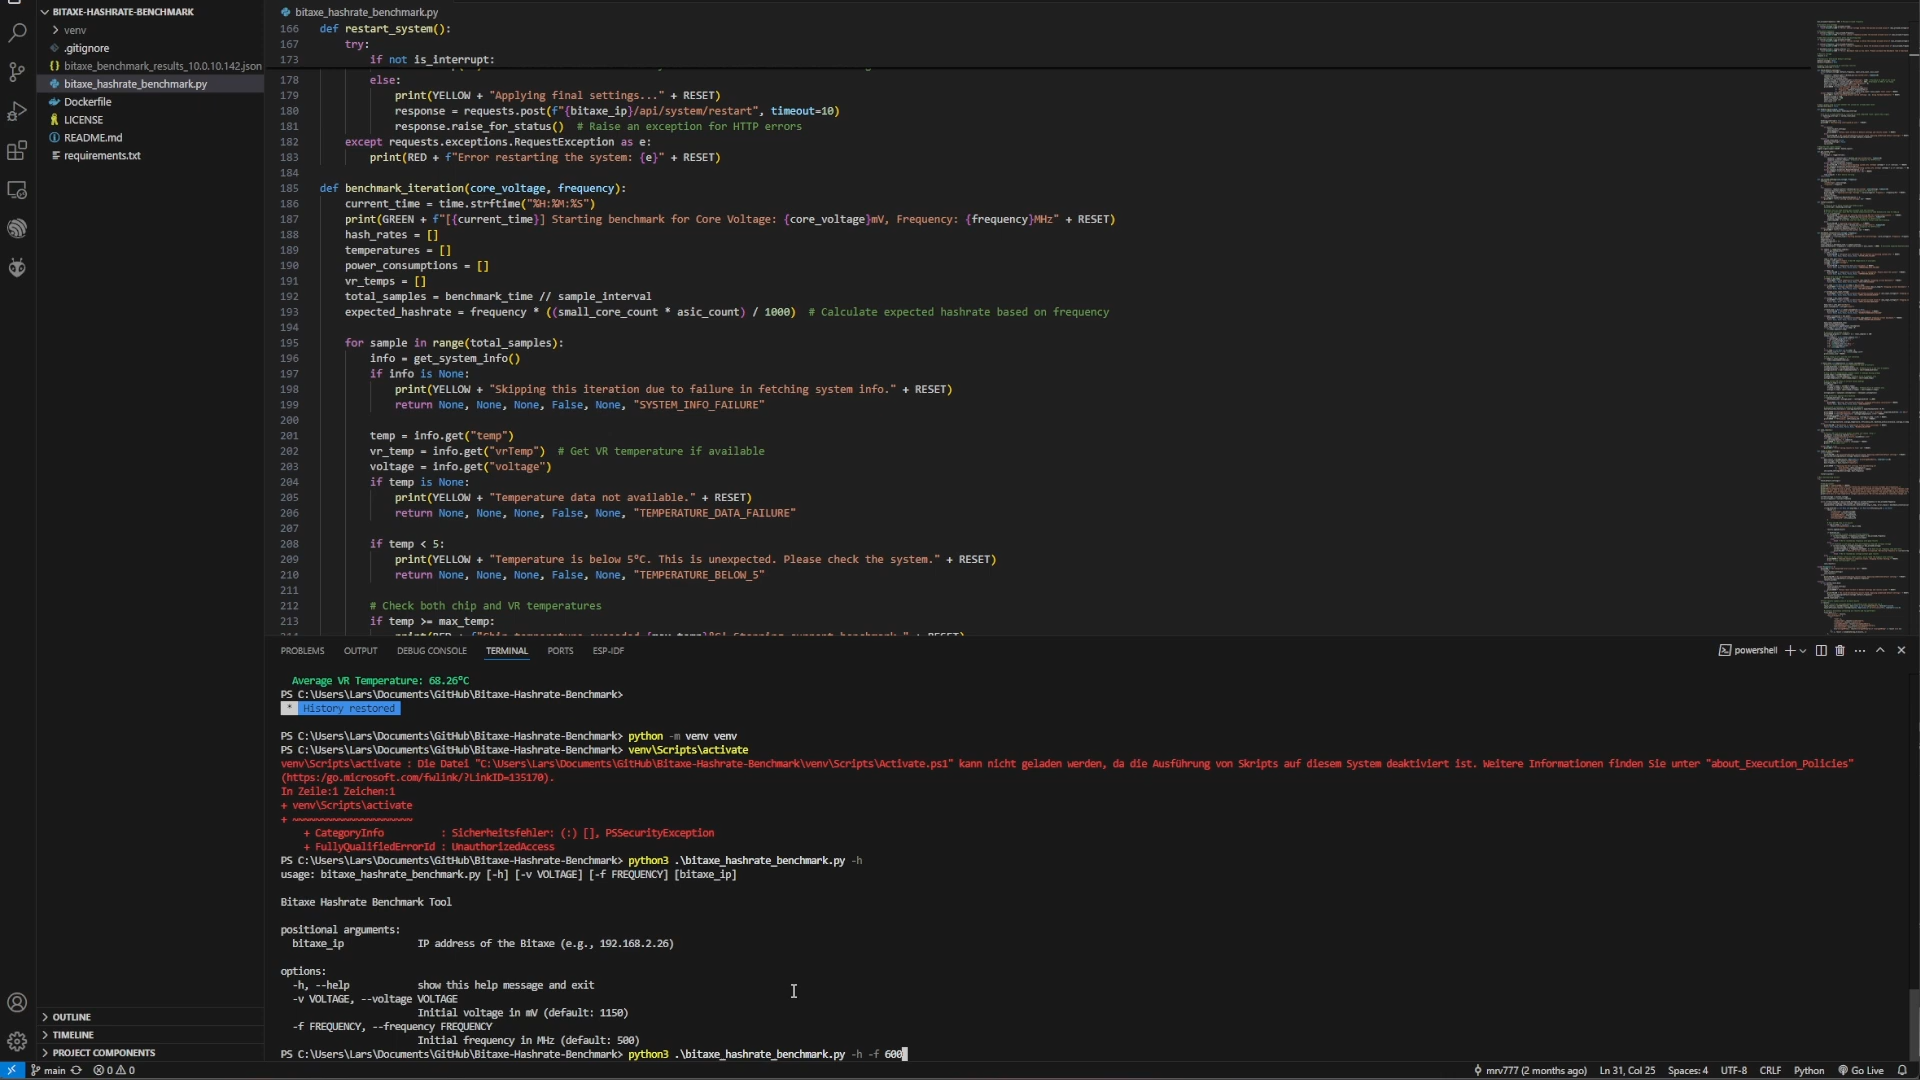 BITAXE-HASHRATE-BENCHMARK
venv
.gitignore
bitaxe_benchmark_results_10.0.10.142.json
bitaxe_hashrate_benchmark.py
Dockerfile
LICENSE
README.md
requirements.txt
OUTLINE
TIMELINE
PROJECT COMPONENTS
bitaxe_hashrate_benchmark.py
166 def restart_system():
167 try:
173 if not is_interrupt:
178 else:
179 print(YELLOW + "Applying final settings..." + RESET)
180 response = requests.post(f"{bitaxe_ip}/api/system/restart", timeout=10)
181 response.raise_for_status() # Raise an exception for HTTP errors
182 except requests.exceptions.RequestException as e:
183 print(RED + f"Error restarting the system: {e}" + RESET)
184
185 def benchmark_iteration(core_voltage, frequency):
186 current_time = time.strftime("%H:%M:%S")
187 print(GREEN + f"[{current_time}] Starting benchmark for Core Voltage: {core_voltage}mV, Frequency: {frequency}MHz" + RESET)
188 hash_rates = []
189 temperatures = []
190 power_consumptions = []
191 vr_temps = []
192 total_samples = benchmark_time // sample_interval
193 expected_hashrate = frequency * ((small_core_count * asic_count) / 1000) # Calculate expected hashrate based on frequency
194
195 for sample in range(total_samples):
196 info = get_system_info()
197 if info is None:
198 print(YELLOW + "Skipping this iteration due to failure in fetching system info." + RESET)
199 return None, None, None, False, None, "SYSTEM_INFO_FAILURE"
200
201 temp = info.get("temp")
202 vr_temp = info.get("vrTemp") # Get VR temperature if available
203 voltage = info.get("voltage")
204 if temp is None:
205 print(YELLOW + "Temperature data not available." + RESET)
206 return None, None, None, False, None, "TEMPERATURE_DATA_FAILURE"
207
208 if temp < 5:
209 print(YELLOW + "Temperature is below 5°C. This is unexpected. Please check the system." + RESET)
210 return None, None, None, False, None, "TEMPERATURE_BELOW_5"
211
212 # Check both chip and VR temperatures
213 if temp >= max_temp:
PROBLEMS OUTPUT DEBUG CONSOLE TERMINAL PORTS ESP-IDF
powershell
Average VR Temperature: 68.26°C
PS C:\Users\Lars\Documents\GitHub\Bitaxe-Hashrate-Benchmark>
* History restored
PS C:\Users\Lars\Documents\GitHub\Bitaxe-Hashrate-Benchmark> python -m venv venv
PS C:\Users\Lars\Documents\GitHub\Bitaxe-Hashrate-Benchmark> venv\Scripts\activate
venv\Scripts\activate : Die Datei "C:\Users\Lars\Documents\GitHub\Bitaxe-Hashrate-Benchmark\venv\Scripts\Activate.ps1" kann nicht geladen werden, da die Ausführung von Skripts auf diesem System deaktiviert ist. Weitere Informationen finden Sie unter "about_Execution_Policies"
(https:/go.microsoft.com/fwlink/?LinkID=135170).
In Zeile:1 Zeichen:1
+ venv\Scripts\activate
+ ~~~~~~~~~~~~~~~~~~~~~
+ CategoryInfo : Sicherheitsfehler: (:) [], PSSecurityException
+ FullyQualifiedErrorId : UnauthorizedAccess
PS C:\Users\Lars\Documents\GitHub\Bitaxe-Hashrate-Benchmark> python3 .\bitaxe_hashrate_benchmark.py -h
usage: bitaxe_hashrate_benchmark.py [-h] [-v VOLTAGE] [-f FREQUENCY] [bitaxe_ip]
Bitaxe Hashrate Benchmark Tool
positional arguments:
bitaxe_ip IP address of the Bitaxe (e.g., 192.168.2.26)
options:
-h, --help show this help message and exit
-v VOLTAGE, --voltage VOLTAGE
Initial voltage in mV (default: 1150)
-f FREQUENCY, --frequency FREQUENCY
Initial frequency in MHz (default: 500)
PS C:\Users\Lars\Documents\GitHub\Bitaxe-Hashrate-Benchmark> python3 .\bitaxe_hashrate_benchmark.py -h -f 600
main 0 0 mrv777 (2 months ago) Ln 31, Col 25 Spaces: 4 UTF-8 CRLF Python Go Live